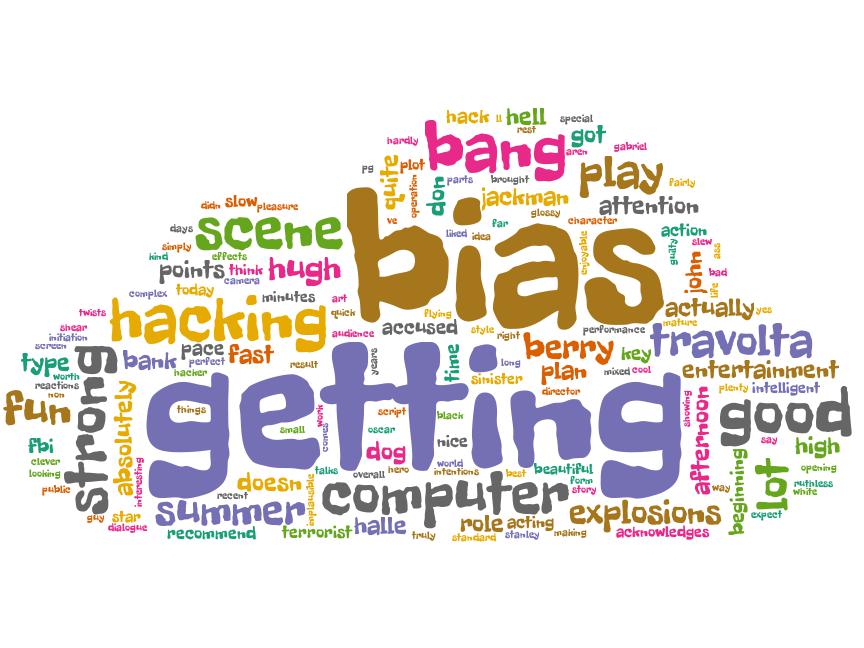 hack ll hell special
rest
hardly bang got
aren gabriel
pg quite plot
operation don parts brought play fairly
jackman
glossy attention
didn slow pleasure
ve bias far character
days scene liked idea enjoyable action
guilty slew ass
simply effects
kind points think hugh john bad
camera
complex today minutes art life
twists hacking quick flying actually yes
mature
shear audience accused style right performance travolta
initiation
screen strong bank pace fast years time berry key
type perfect result long entertainment
worth hacker sinister plan mixed cool
reactions getting director plenty intelligent
non absolutely
fun things work script black showing afternoon good
fbi small comes oscar nice say high
clever dog
looking interesting talks world best beautiful way beginning lot opening
overall hero intentions form
public doesn computer story ruthless
recent implausible white
guy star summer role acting explosions expect
dialogue
recommend terrorist halle truly standard stanley making acknowledges